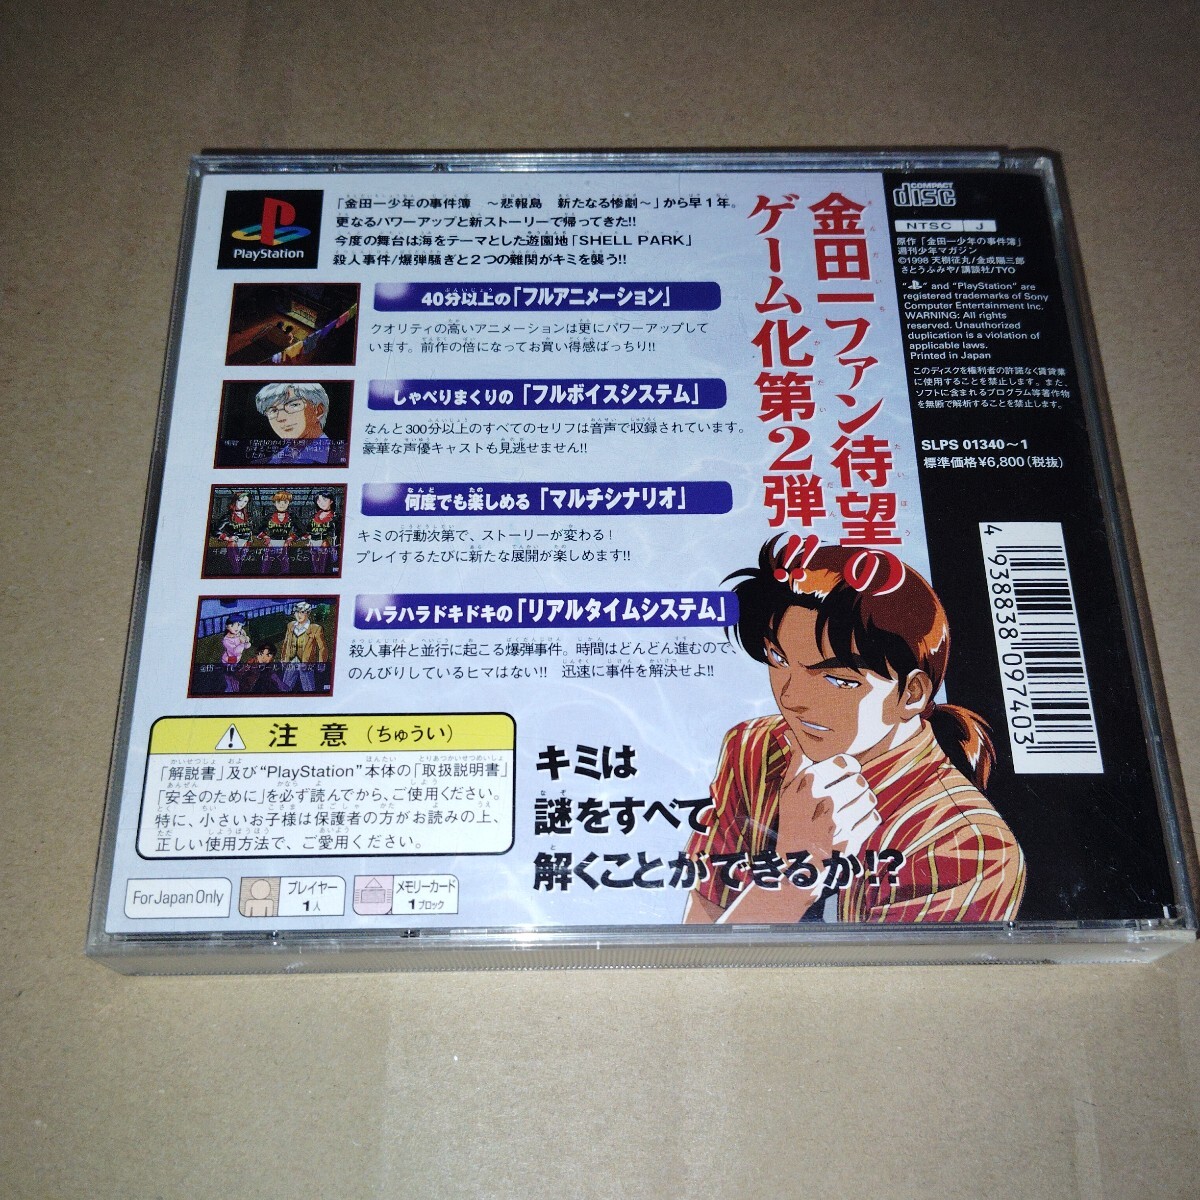 PlayStation
「金田一少年の事件簿　～悲報島　新たなる惨劇～」から早1年。
更なるパワーアップと新ストーリーで帰ってきた!!
今度の舞台は海をテーマとした遊園地「SHELL PARK」
殺人事件/爆弾騒ぎと2つの難関がキミを襲う!!
40分以上の「フルアニメーション」
クオリティの高いアニメーションは更にパワーアップして
います。前作の倍になってお買い得感ばっちり!!
しゃべりまくりの「フルボイスシステム」
なんと300分以上のすべてのセリフは音声で収録されています。
豪華な声優キャストも見逃せません!!
何度でも楽しめる「マルチシナリオ」
キミの行動次第で、ストーリーが変わる!
プレイするたびに新たな展開が楽しめます!!
ハラハラドキドキの「リアルタイムシステム」
殺人事件と並行に起こる爆弾事件。時間はどんどん進むので、
のんびりしているヒマはない!!　迅速に事件を解決せよ!!
金田一ファン待望の
ゲーム化第2弾!!
キミは
謎をすべて
解くことができるか!?
注意（ちゅうい）
「解説書」及び“PlayStation”本体の「取扱説明書」
「安全のために」を必ず読んでから、ご使用ください。
特に、小さいお子様は保護者の方がお読みの上、
正しい使用方法で、ご愛用ください。
For Japan Only
プレイヤー
1人
メモリーカード
1ブロック
COMPACT
disc
NTSC J
原作「金田一少年の事件簿」
週刊少年マガジン
©1998 天樹征丸/金成陽三郎
さとうふみや/講談社/TYO
“PS” and “PlayStation” are
registered trademarks of Sony
Computer Entertainment Inc.
WARNING: All rights
reserved. Unauthorized
duplication is a violation of
applicable laws.
Printed in Japan
このディスクを権利者の許諾なく賃貸業
に使用することを禁止します。また、
ソフトに含まれるプログラム等著作物
を無断で解析することを禁止します。
SLPS 01340～1
標準価格¥6,800(税抜)
4 938838 097403